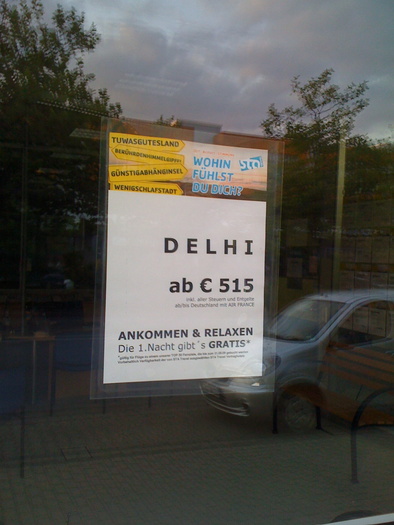 TUWASGUTESLAND
BERÜHRDENHIMMELGIPFEL
GÜNSTIGABHÄNGINSEL
WENIGSCHLAFSTADT
WOHIN
FÜHLST
DU DICH?
STA
DELHI
ab € 515
inkl. aller Steuern und Entgelte
ab/bis Deutschland mit AIR FRANCE
ANKOMMEN & RELAXEN
Die 1.Nacht gibt`s GRATIS*